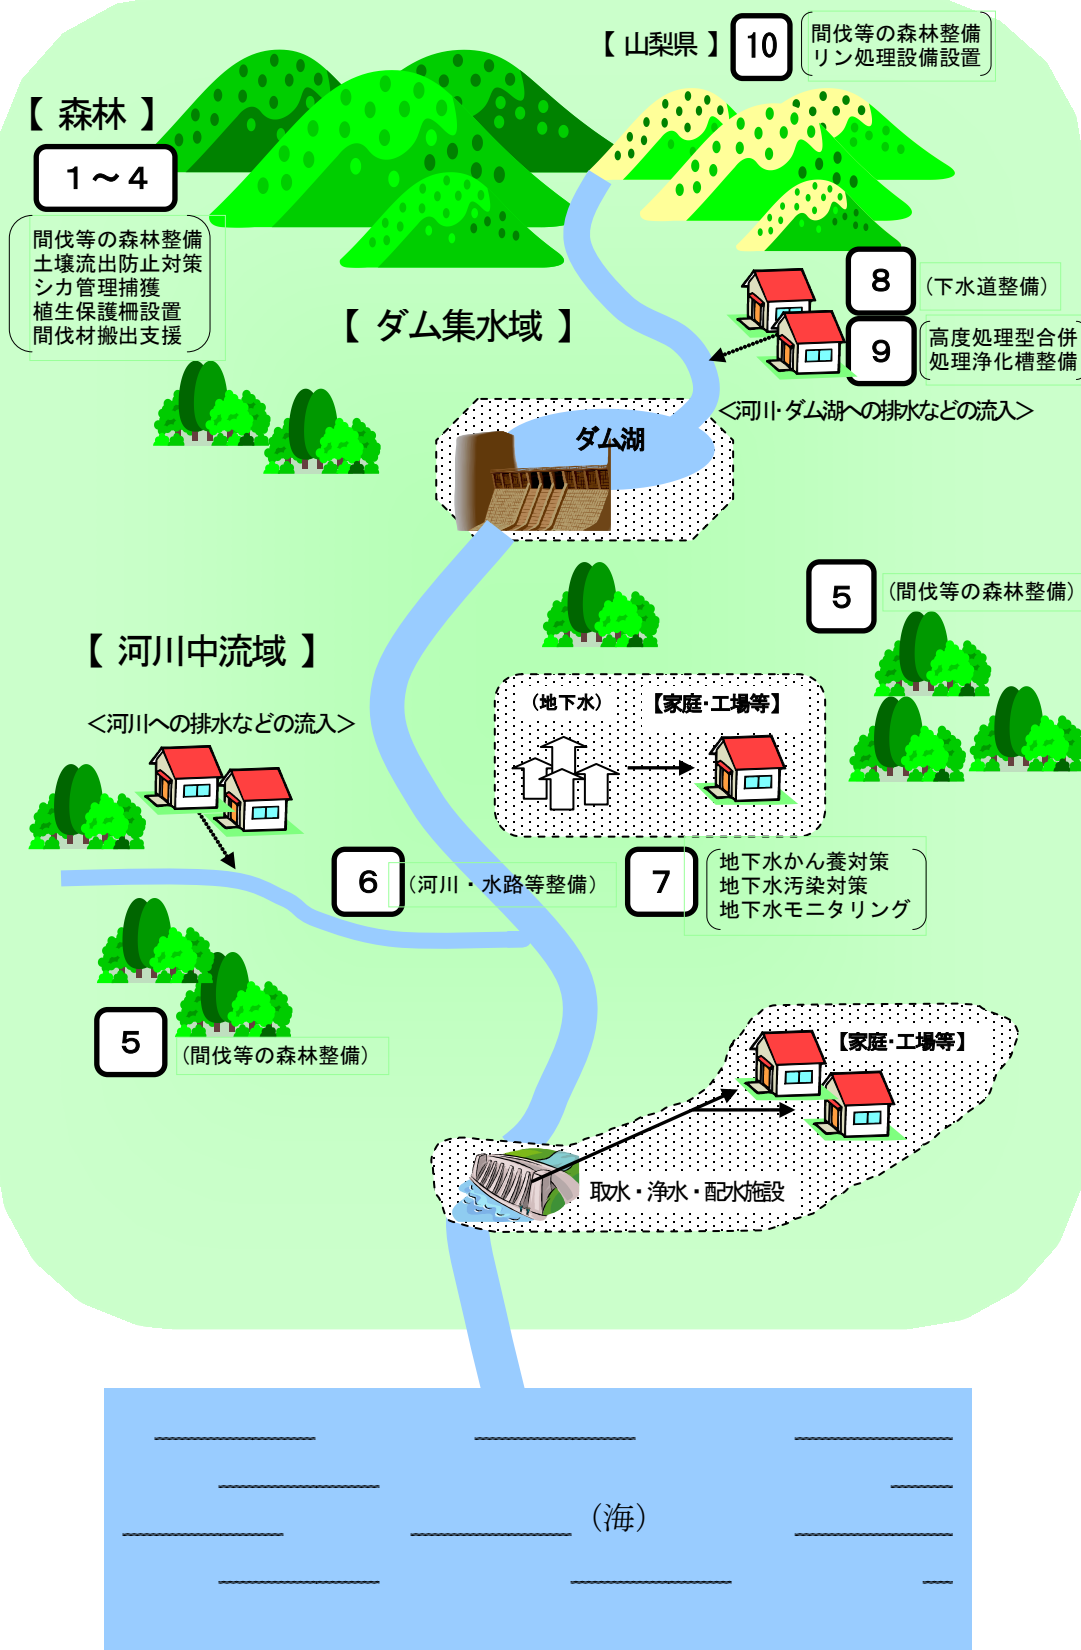 【 山梨県 】
10
間伐等の森林整備
リン処理設備設置
【 森林 】
１～４
間伐等の森林整備
土壌流出防止対策
シカ管理捕獲
植生保護柵設置
間伐材搬出支援
【 ダム集水域 】
８
（下水道整備）
９
高度処理型合併
処理浄化槽整備
＜河川・ダム湖への排水などの流入＞
ダム湖
５
（間伐等の森林整備）
【 河川中流域 】
＜河川への排水などの流入＞
（地下水）
【家庭・工場等】
６
（河川・水路等整備）
７
地下水かん養対策
地下水汚染対策
地下水モニタリング
５
（間伐等の森林整備）
【家庭・工場等】
取水・浄水・配水施設
（海）